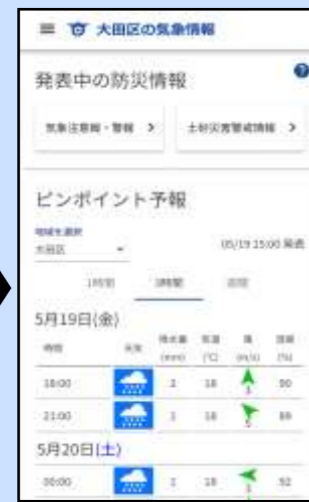 大田区の気象情報
発表中の防災情報
気象注意報・警報 >
土砂災害警戒情報 >
ピンポイント予報
地域を選択
大田区
05/19 15:00 発表
1時間 3時間 週間
5月19日(金)
時間 天気 降水量 気温 風 湿度
(mm) (℃) (m/s) (%)
18:00 2 18 3 90
21:00 1 18 5 89
5月20日(土)
00:00 1 18 3 92